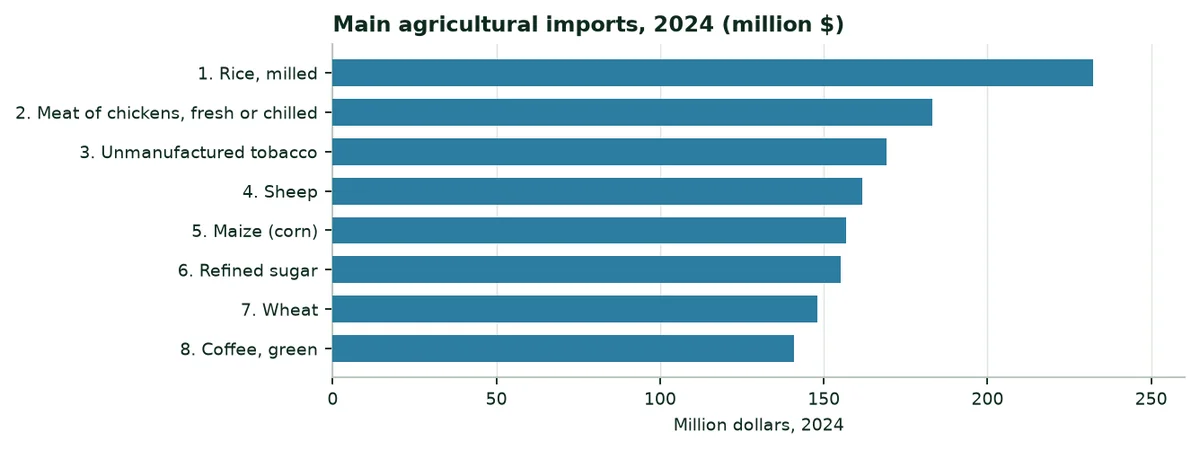 Main agricultural imports, 2024 (million $)
1. Rice, milled
2. Meat of chickens, fresh or chilled
3. Unmanufactured tobacco
4. Sheep
5. Maize (corn)
6. Refined sugar
7. Wheat
8. Coffee, green
0 50 100 150 200 250
Million dollars, 2024